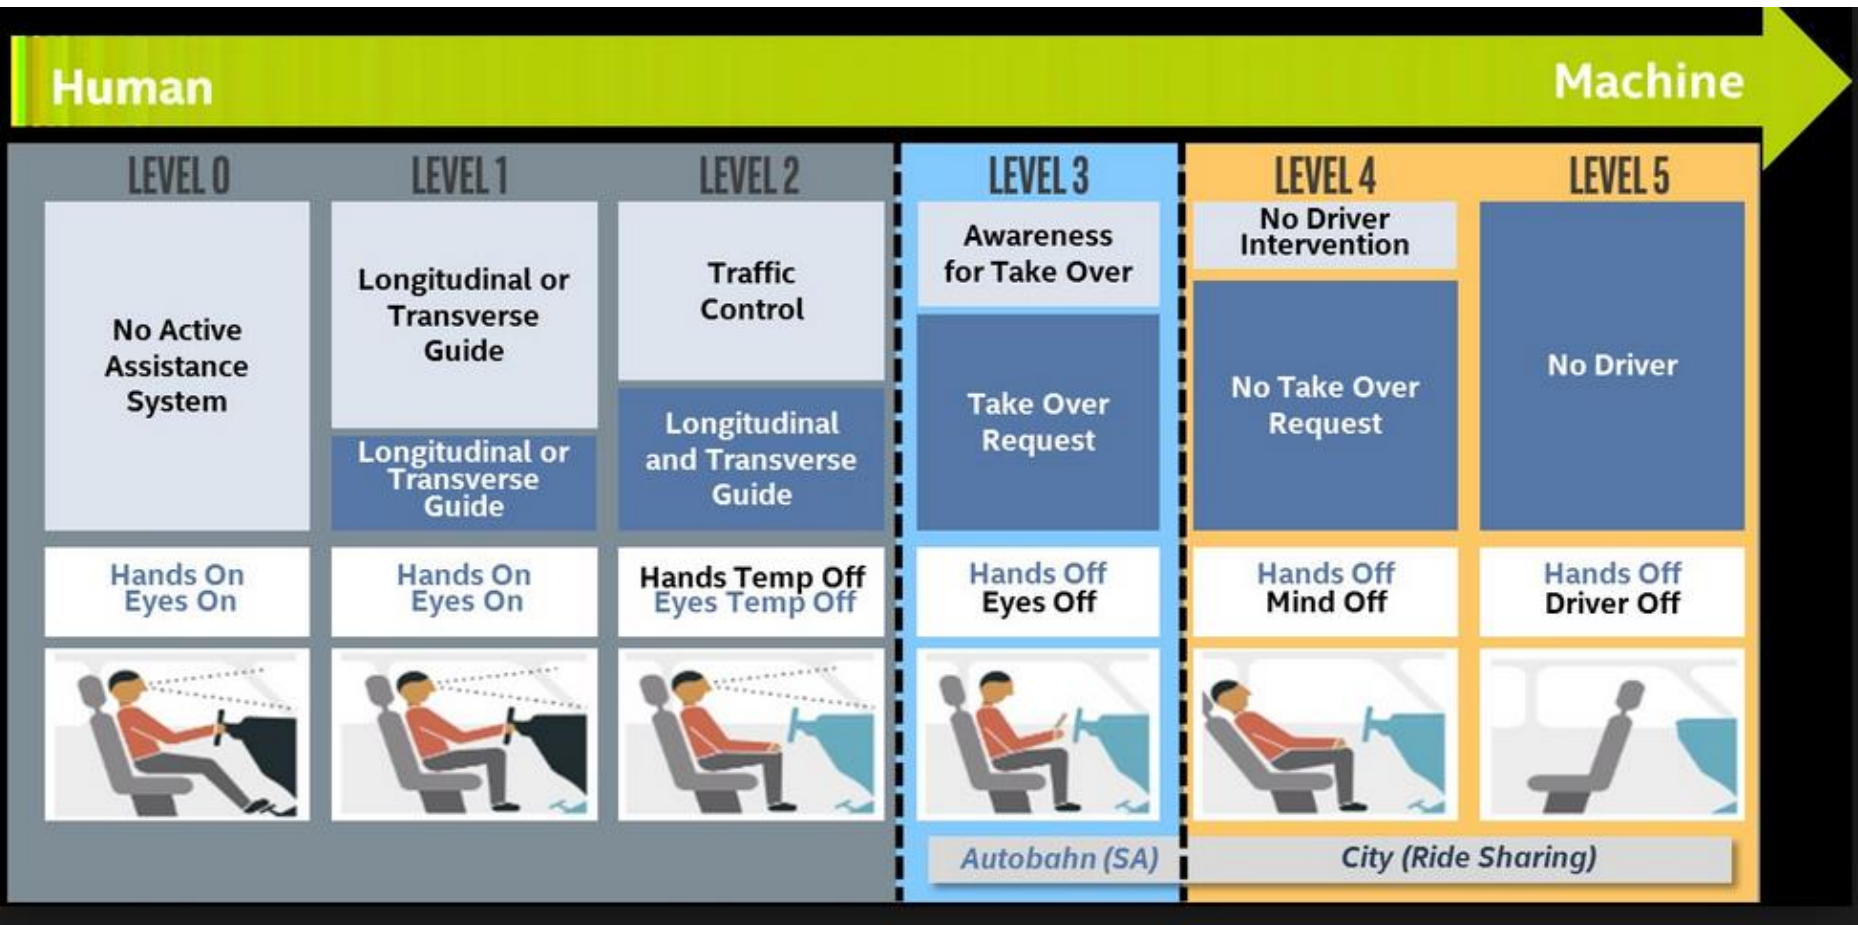 Human
Machine
LEVEL 0
LEVEL 1
LEVEL 2
LEVEL 3
LEVEL 4
LEVEL 5
No Active
Assistance
System
Longitudinal or
Transverse
Guide
Longitudinal or
Transverse
Guide
Traffic
Control
Longitudinal
and Transverse
Guide
Awareness
for Take Over
Take Over
Request
No Driver
Intervention
No Take Over
Request
No Driver
Hands On
Eyes On
Hands On
Eyes On
Hands Temp Off
Eyes Temp Off
Hands Off
Eyes Off
Hands Off
Mind Off
Hands Off
Driver Off
Autobahn (SA)
City (Ride Sharing)